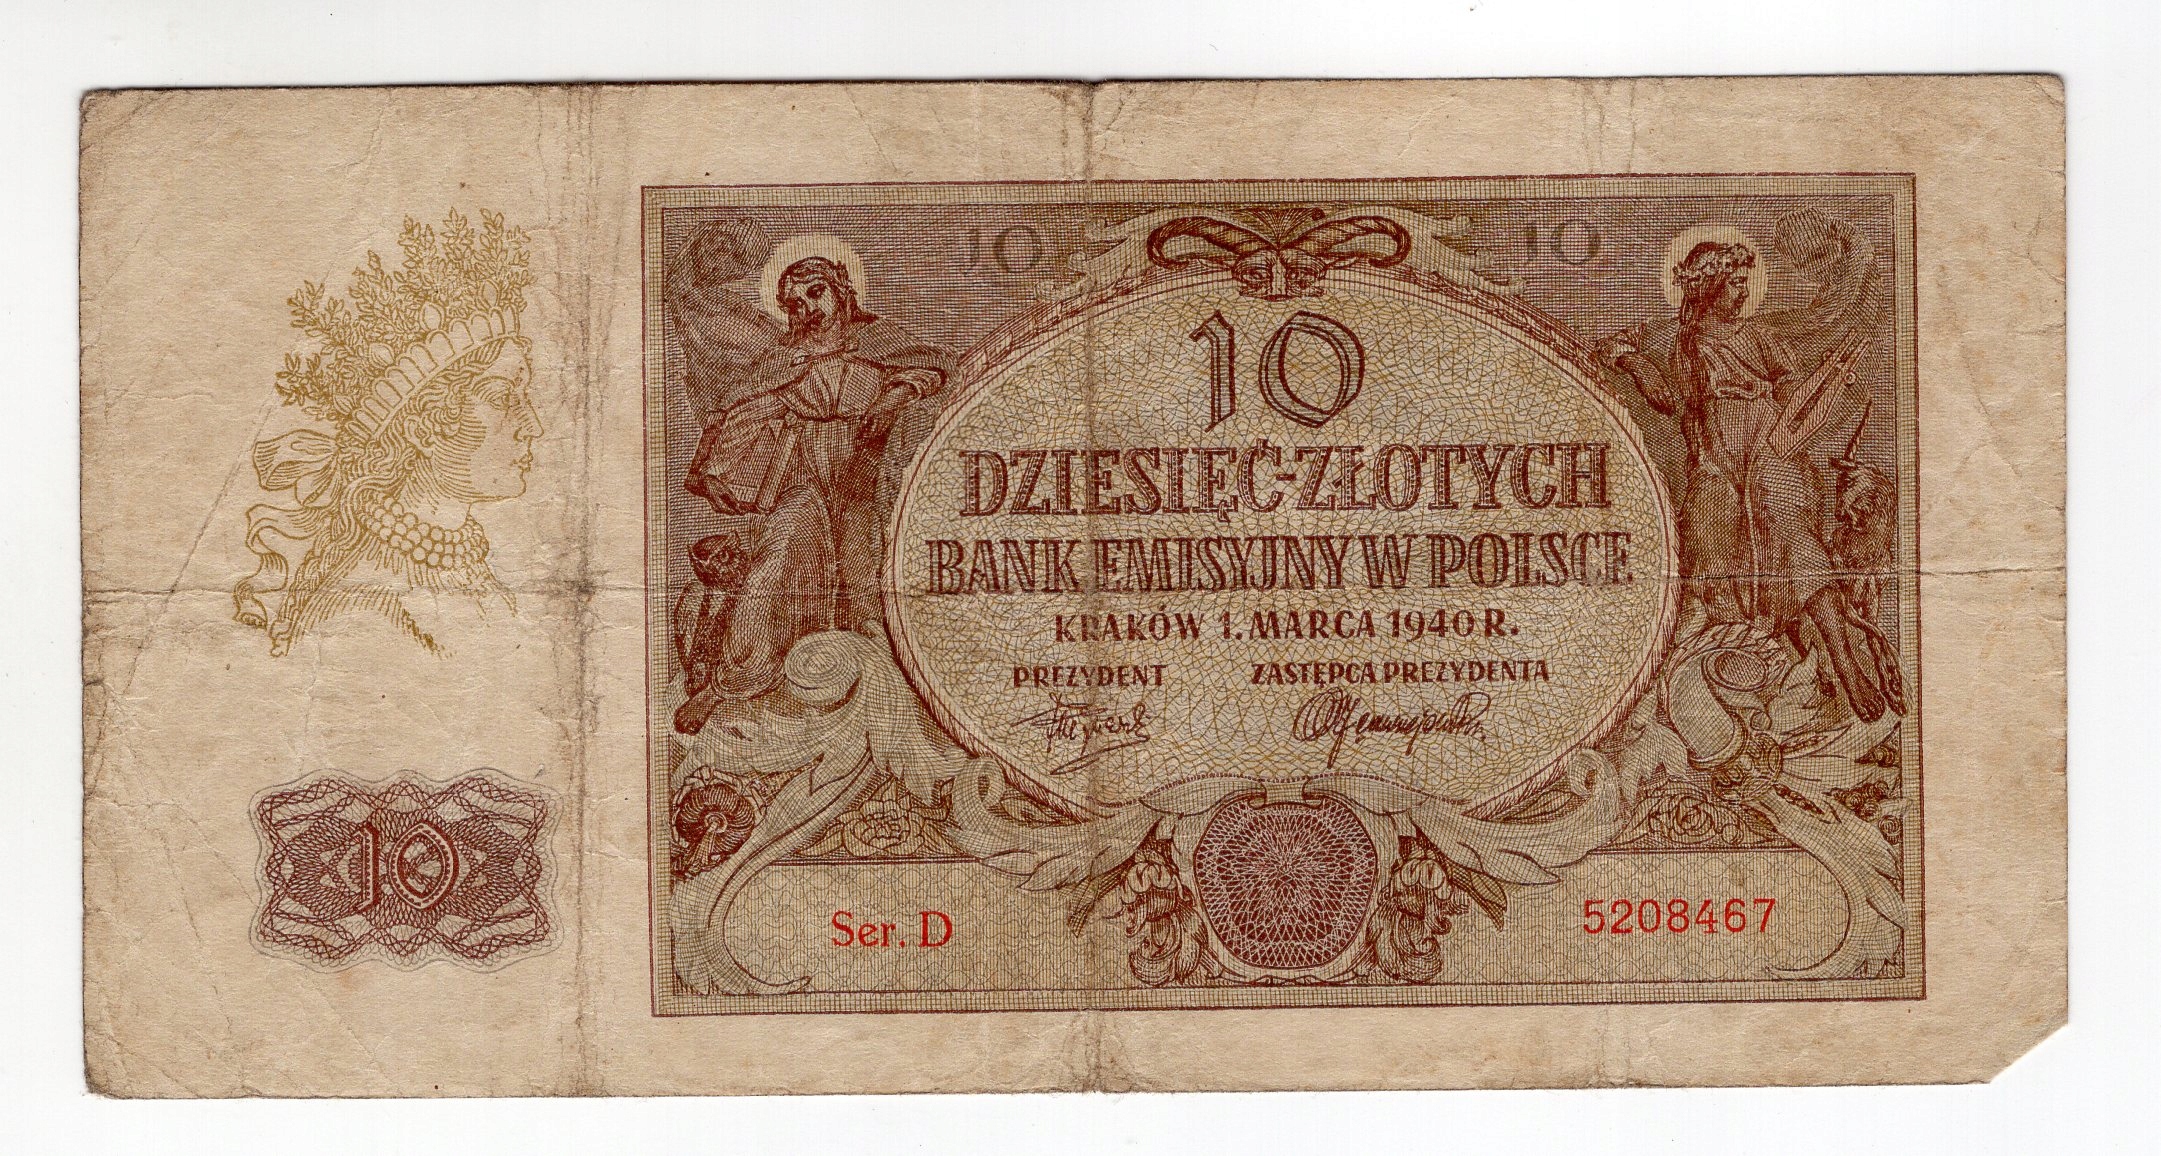 10 10
10
DZIESIĘĆ-ZŁOTYCH
BANK EMISYJNY W POLSCE
KRAKÓW 1. MARCA 1940 R.
PREZYDENT ZASTĘPCA PREZYDENTA
10
Ser. D 5208467